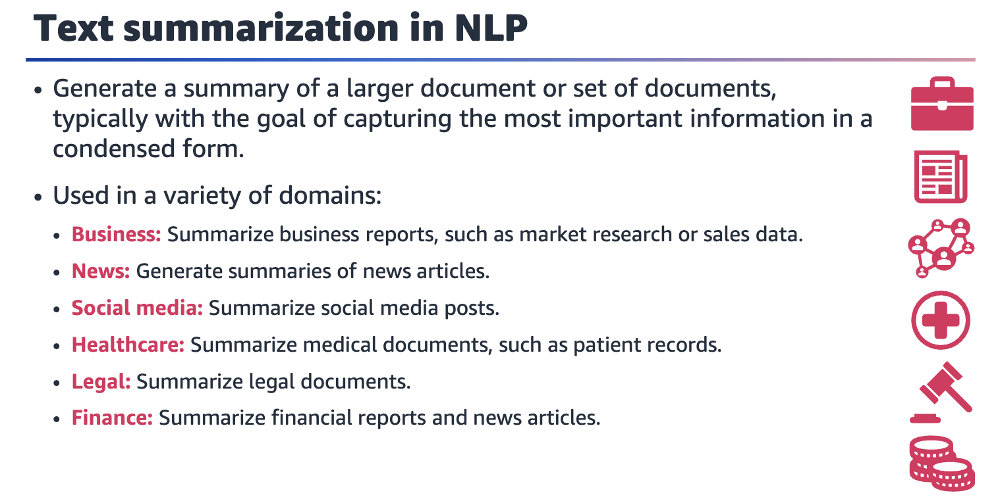 Text summarization in NLP
• Generate a summary of a larger document or set of documents,
typically with the goal of capturing the most important information in a
condensed form.
• Used in a variety of domains:
• Business: Summarize business reports, such as market research or sales data.
• News: Generate summaries of news articles.
• Social media: Summarize social media posts.
• Healthcare: Summarize medical documents, such as patient records.
• Legal: Summarize legal documents.
• Finance: Summarize financial reports and news articles.